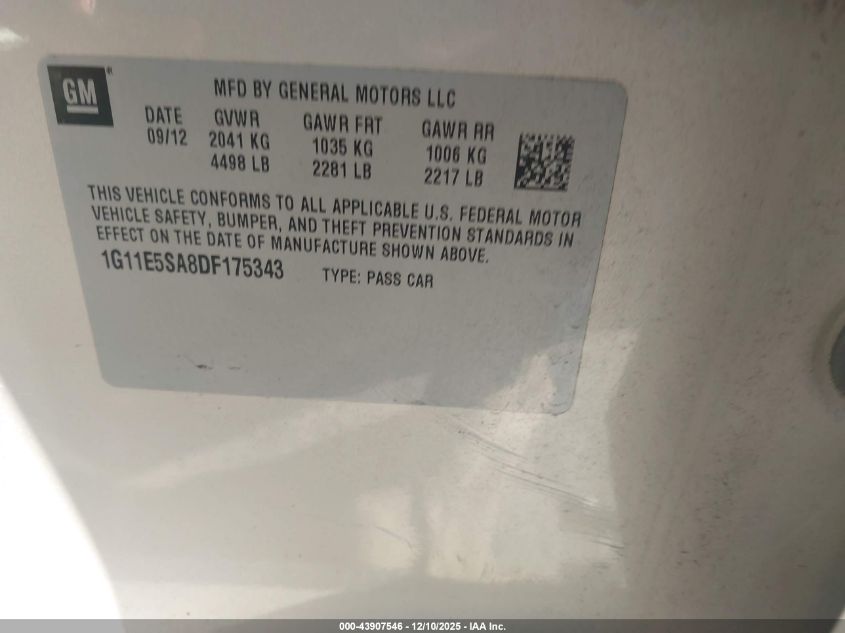 GM
MFD BY GENERAL MOTORS LLC
DATE GVWR GAWR FRT GAWR RR
09/12 2041 KG 1035 KG 1006 KG
4498 LB 2281 LB 2217 LB
THIS VEHICLE CONFORMS TO ALL APPLICABLE U.S. FEDERAL MOTOR
VEHICLE SAFETY, BUMPER, AND THEFT PREVENTION STANDARDS IN
EFFECT ON THE DATE OF MANUFACTURE SHOWN ABOVE.
1G11E5SA8DF175343 TYPE: PASS CAR
000-43907546 - 12/10/2025 - IAA Inc.